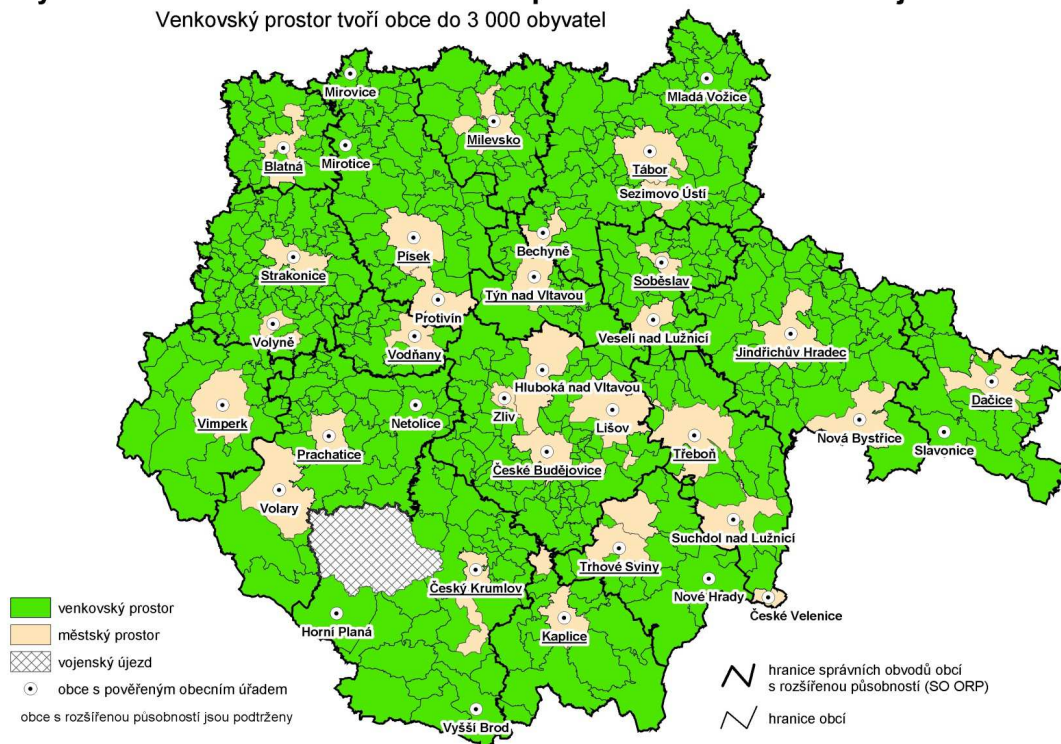 Venkovský prostor tvoří obce do 3 000 obyvatel
Mirovice
Mladá Vožice
Milevsko
Blatná
Mirotice
Tábor
Sezimovo Ústí
Písek
Bechyně
Strakonice
Týn nad Vltavou
Soběslav
Protivín
Volyně
Vodňany
Veselí nad Lužnicí
Jindřichův Hradec
Hluboká nad Vltavou
Dačice
Vimperk
Netolice
Zliv
Lišov
Nová Bystřice
Slavonice
Prachatice
České Budějovice
Třeboň
Volary
Suchdol nad Lužnicí
Trhové Sviny
Český Krumlov
Nové Hrady
České Velenice
Horní Planá
Kaplice
Vyšší Brod
venkovský prostor
městský prostor
vojenský újezd
obce s pověřeným obecním úřadem
obce s rozšířenou působností jsou podtrženy
hranice správních obvodů obcí
s rozšířenou působností (SO ORP)
hranice obcí